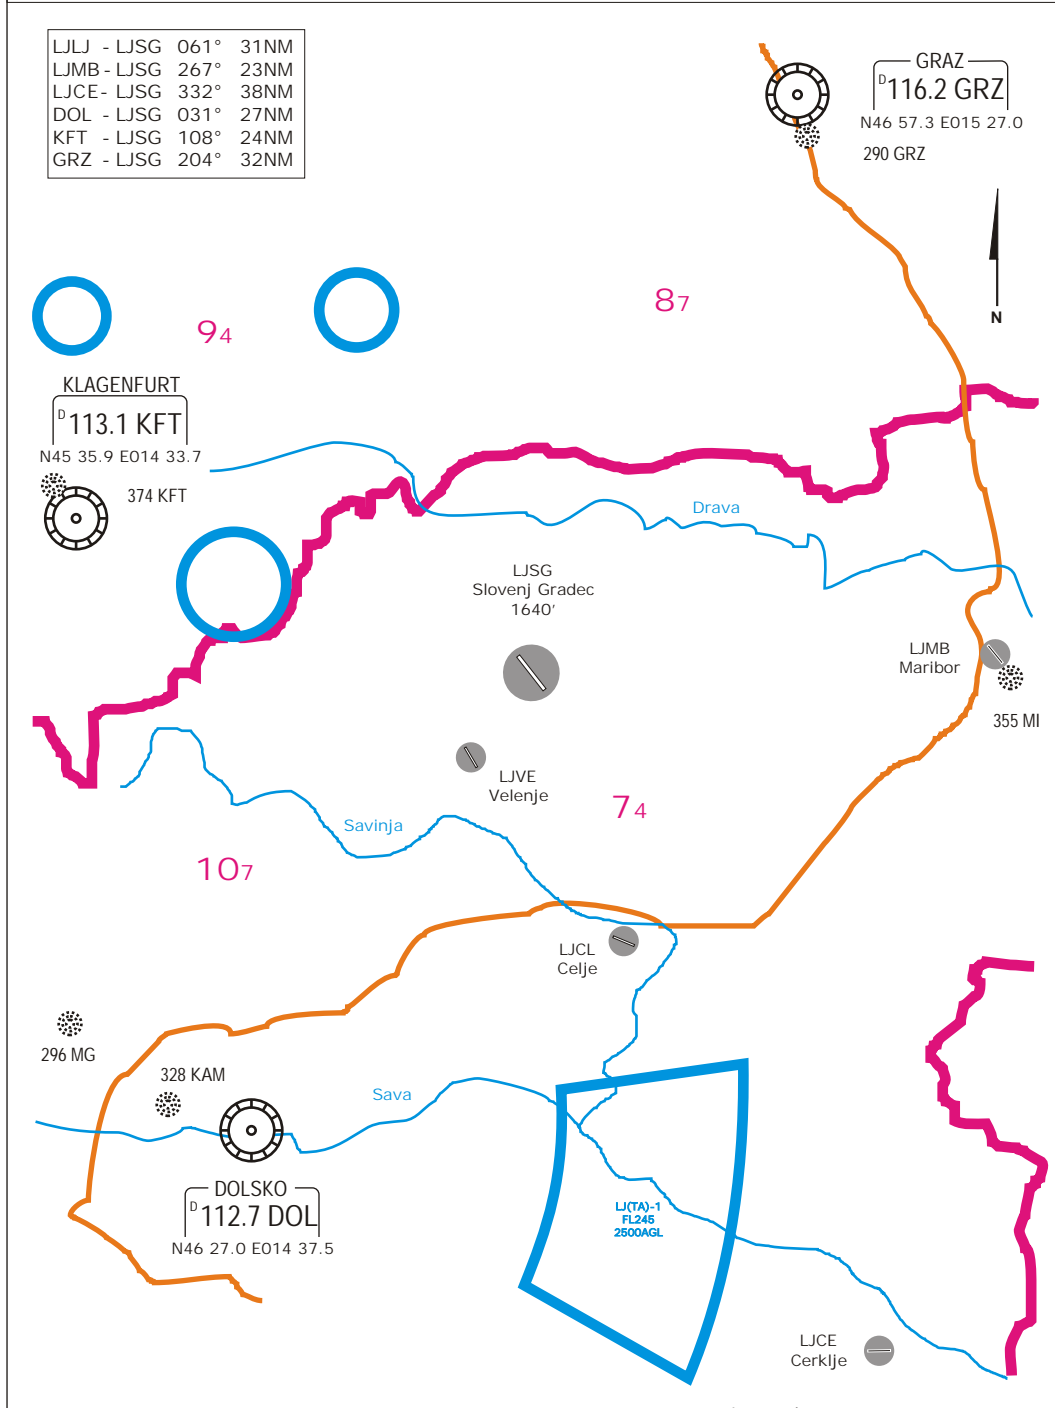 LJLJ - LJSG 061° 31NM
LJMB - LJSG 267° 23NM
LJCE - LJSG 332° 38NM
DOL - LJSG 031° 27NM
KFT - LJSG 108° 24NM
GRZ - LJSG 204° 32NM
GRAZ
D 116.2 GRZ
N46 57.3 E015 27.0
290 GRZ
N
87
94
KLAGENFURT
D 113.1 KFT
N45 35.9 E014 33.7
374 KFT
Drava
LJSG
Slovenj Gradec
1640'
LJMB
Maribor
355 MI
LJVE
Velenje
74
Savinja
107
LJCL
Celje
296 MG
328 KAM
Sava
DOLSKO
D 112.7 DOL
N46 27.0 E014 37.5
LJ(TA)-1
FL245
2500AGL
LJCE
Cerklje